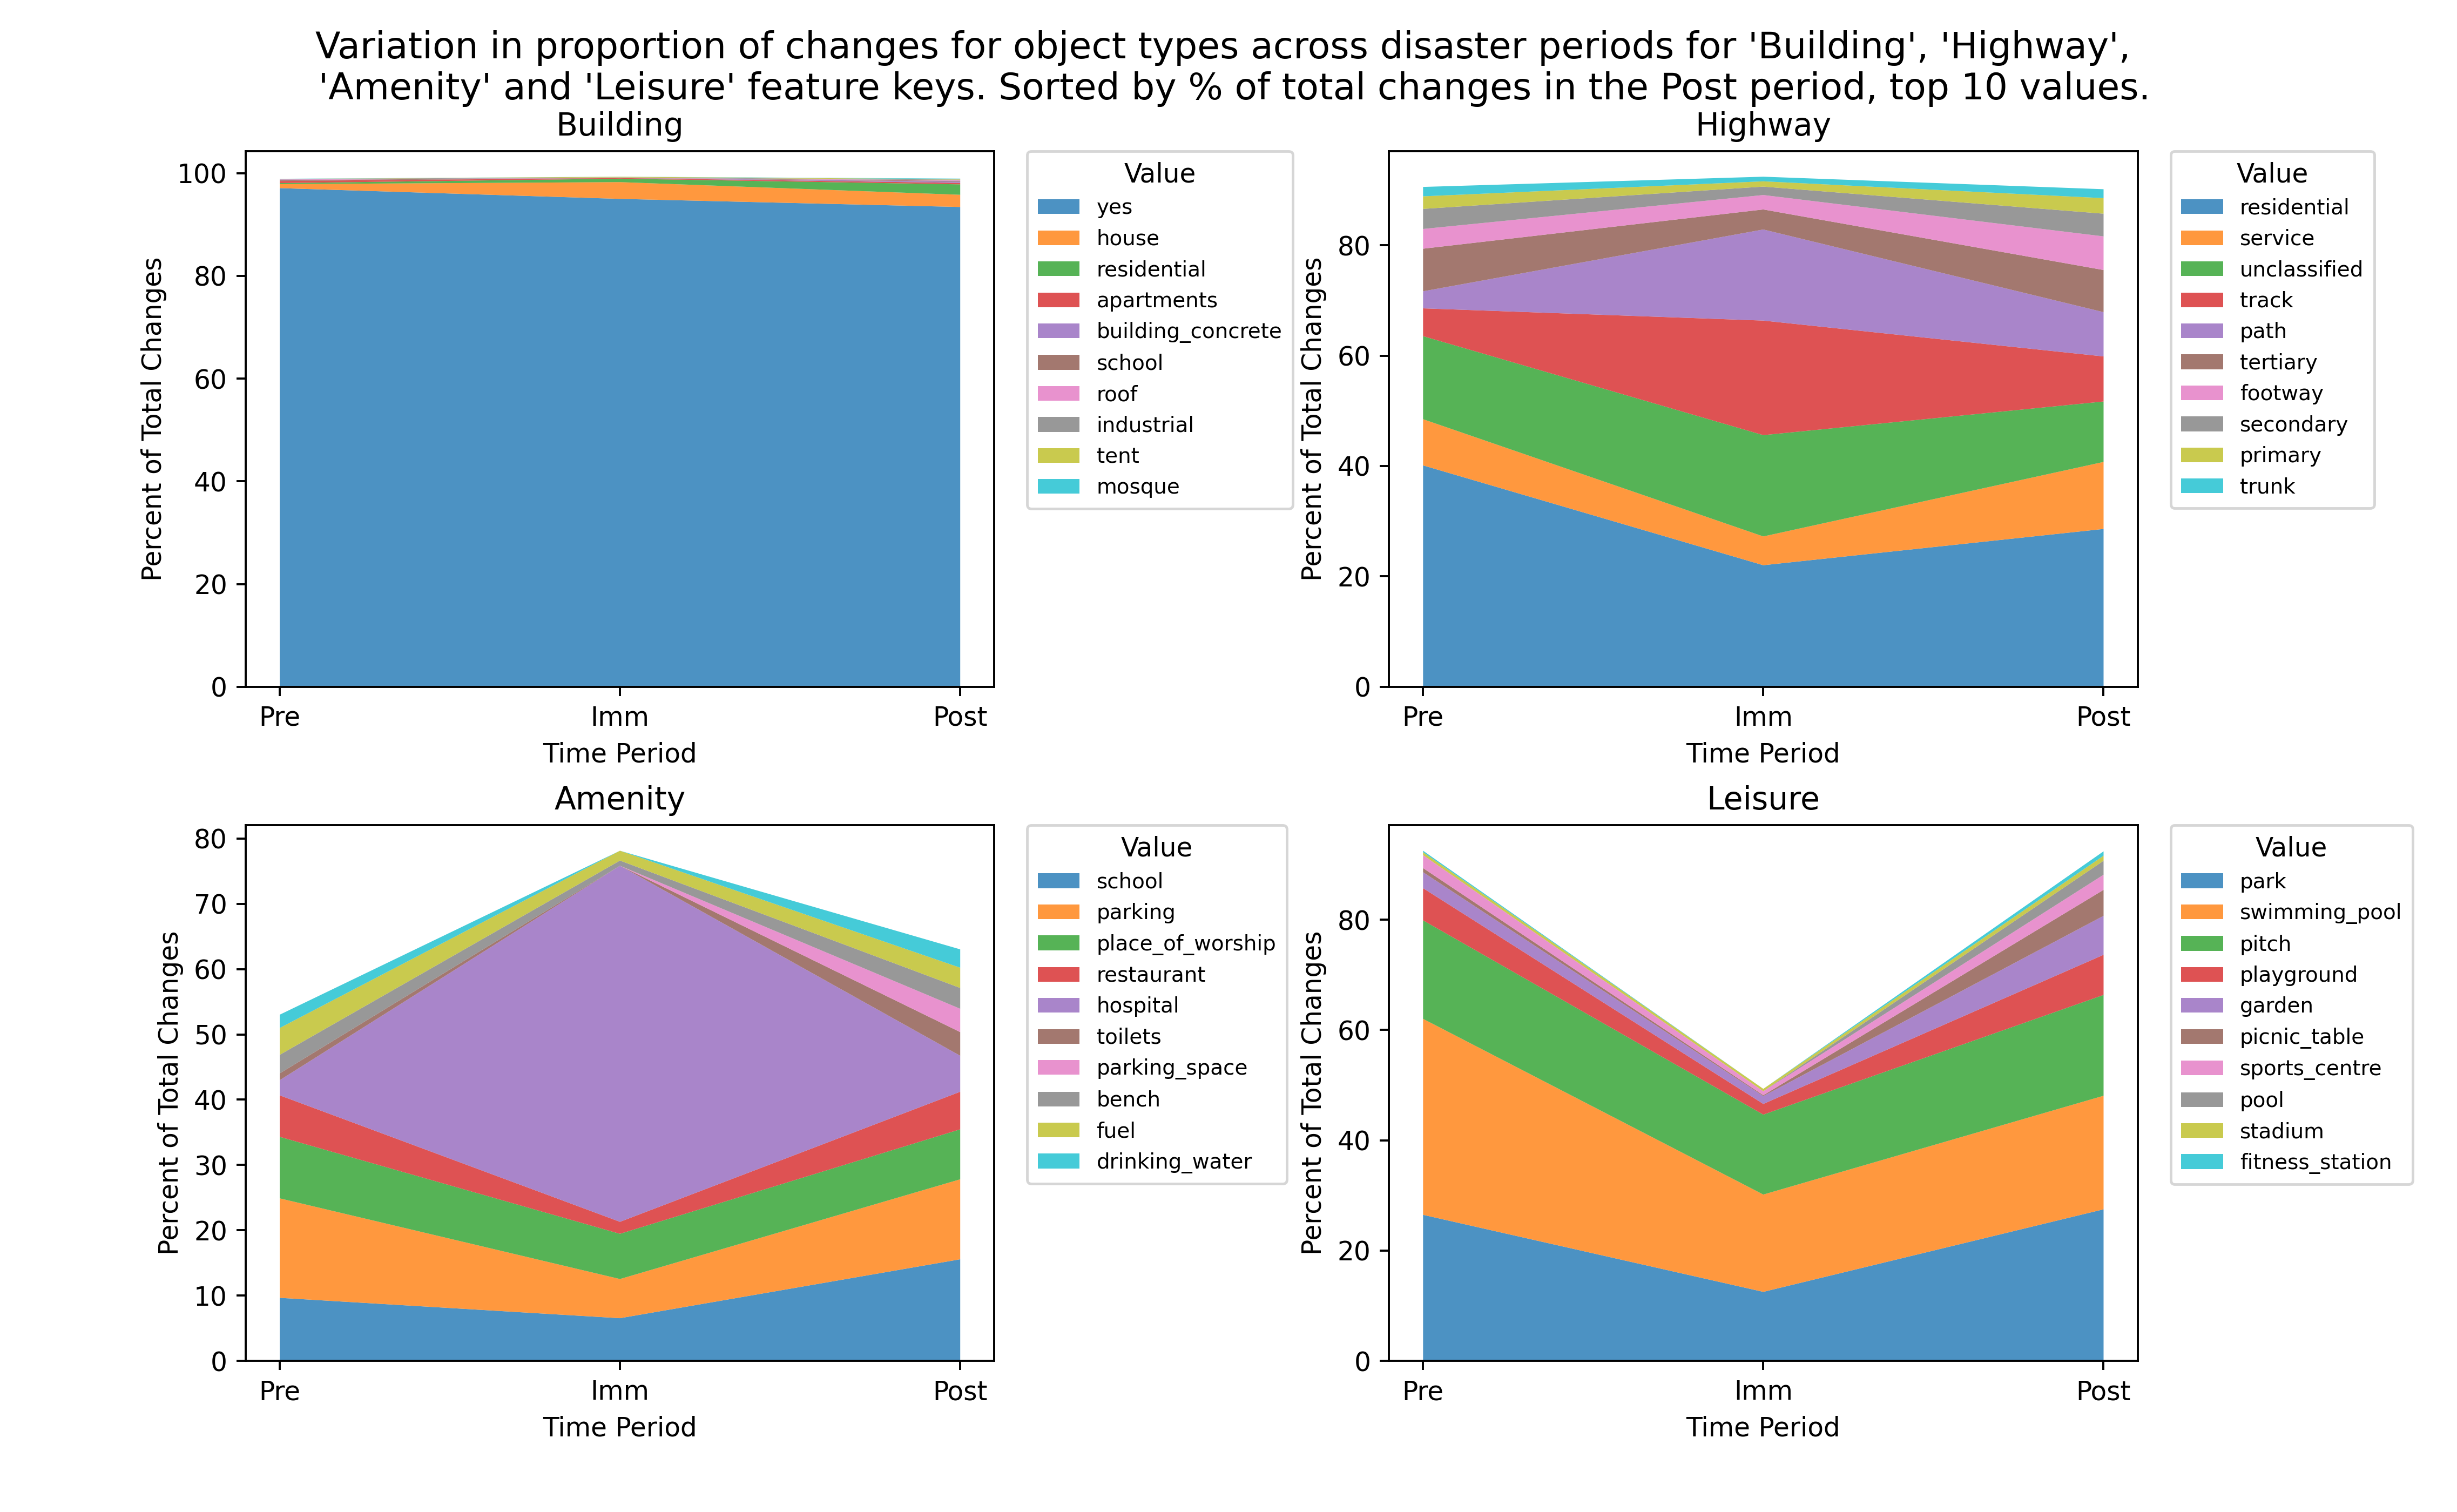 Variation in proportion of changes for object types across disaster periods for 'Building', 'Highway',
'Amenity' and 'Leisure' feature keys. Sorted by % of total changes in the Post period, top 10 values.
Building
Percent of Total Changes
100
80
60
40
20
0
Pre Imm Post
Time Period
Value
yes
house
residential
apartments
building_concrete
school
roof
industrial
tent
mosque
Highway
Percent of Total Changes
80
60
40
20
0
Pre Imm Post
Time Period
Value
residential
service
unclassified
track
path
tertiary
footway
secondary
primary
trunk
Amenity
Percent of Total Changes
80
70
60
50
40
30
20
10
0
Pre Imm Post
Time Period
Value
school
parking
place_of_worship
restaurant
hospital
toilets
parking_space
bench
fuel
drinking_water
Leisure
Percent of Total Changes
80
60
40
20
0
Pre Imm Post
Time Period
Value
park
swimming_pool
pitch
playground
garden
picnic_table
sports_centre
pool
stadium
fitness_station